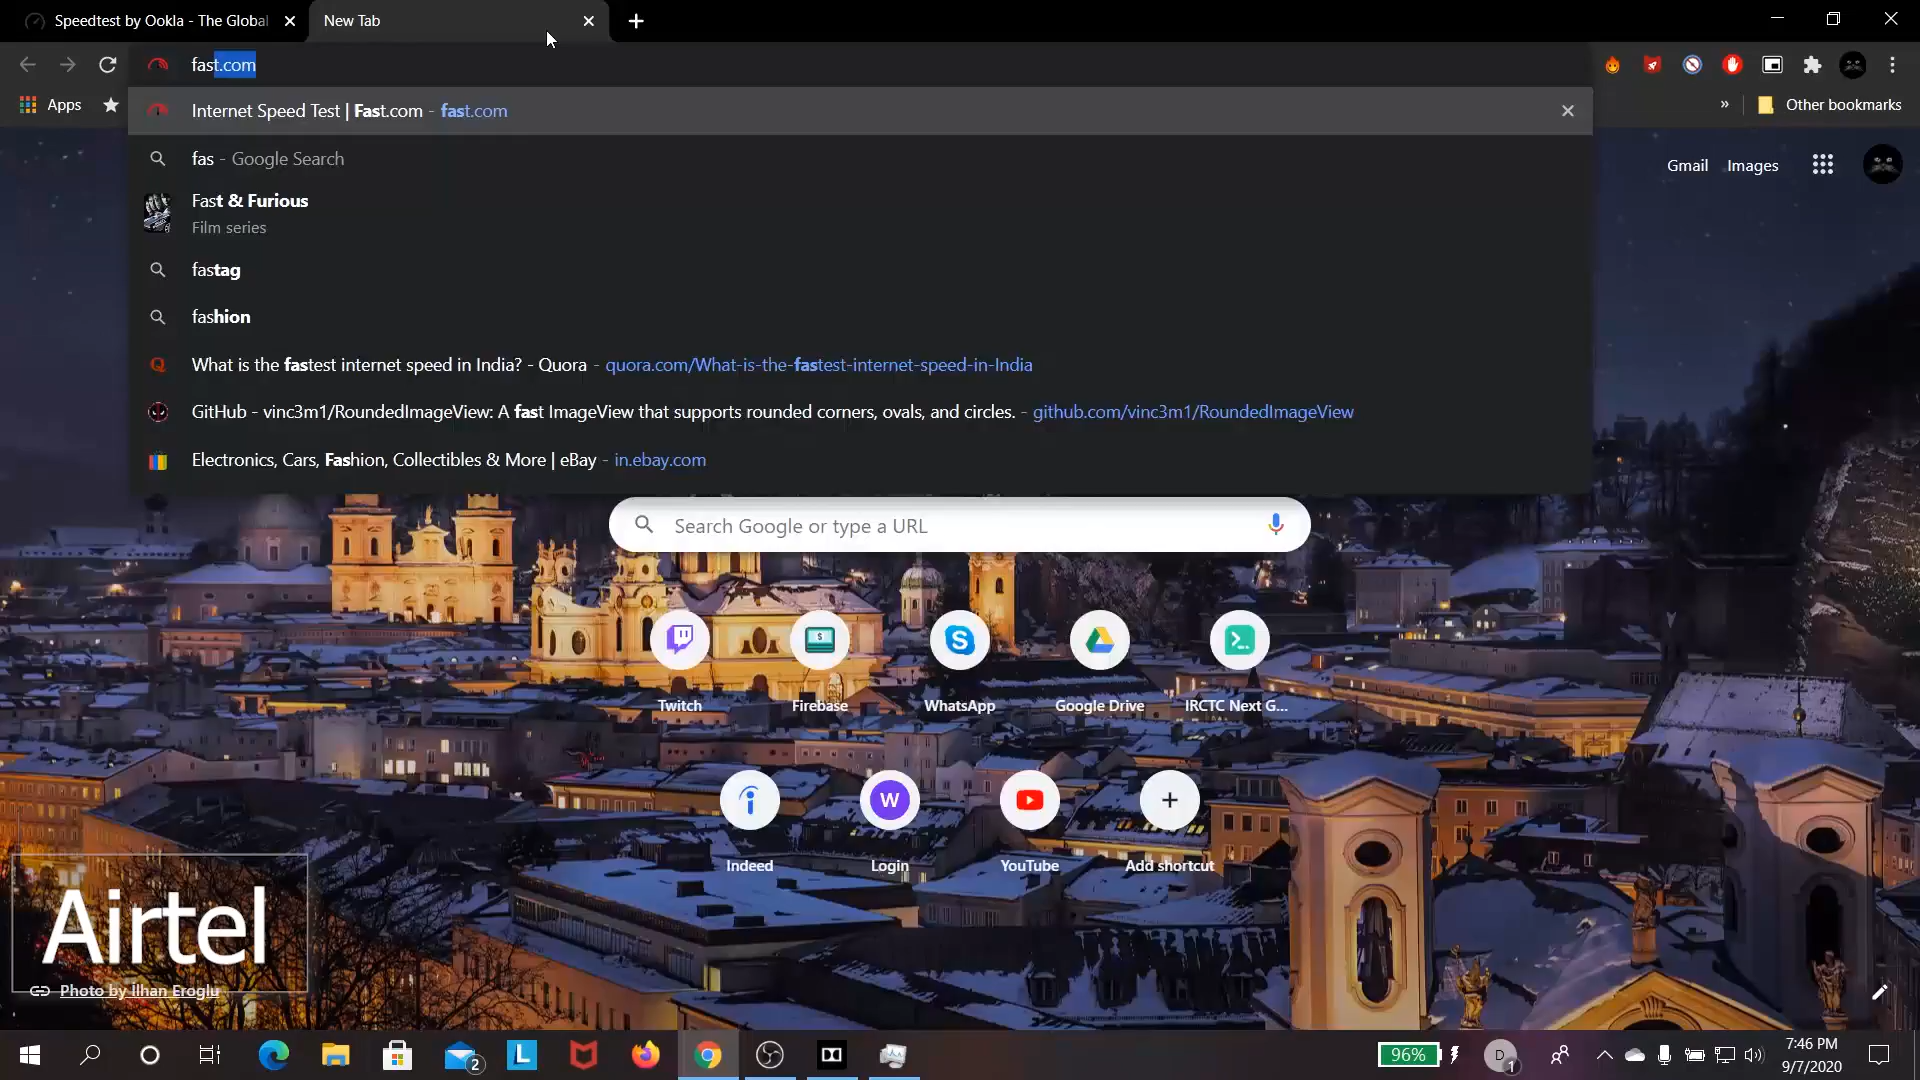 Speedtest by Ookla - The Global
New Tab
fast.com
Apps
»
Other bookmarks
Internet Speed Test | Fast.com - fast.com
fas - Google Search
Fast & Furious
Film series
fastag
fashion
What is the fastest internet speed in India? - Quora - quora.com/What-is-the-fastest-internet-speed-in-India
GitHub - vinc3m1/RoundedImageView: A fast ImageView that supports rounded corners, ovals, and circles. - github.com/vinc3m1/RoundedImageView
Electronics, Cars, Fashion, Collectibles & More | eBay - in.ebay.com
Gmail Images
Search Google or type a URL
Twitch
Firebase
WhatsApp
Google Drive
IRCTC Next G...
W
Indeed
Login
YouTube
Add shortcut
Airtel
Photo by Ilhan Eroglu
2
L
96%
D
1
7:46 PM
9/7/2020